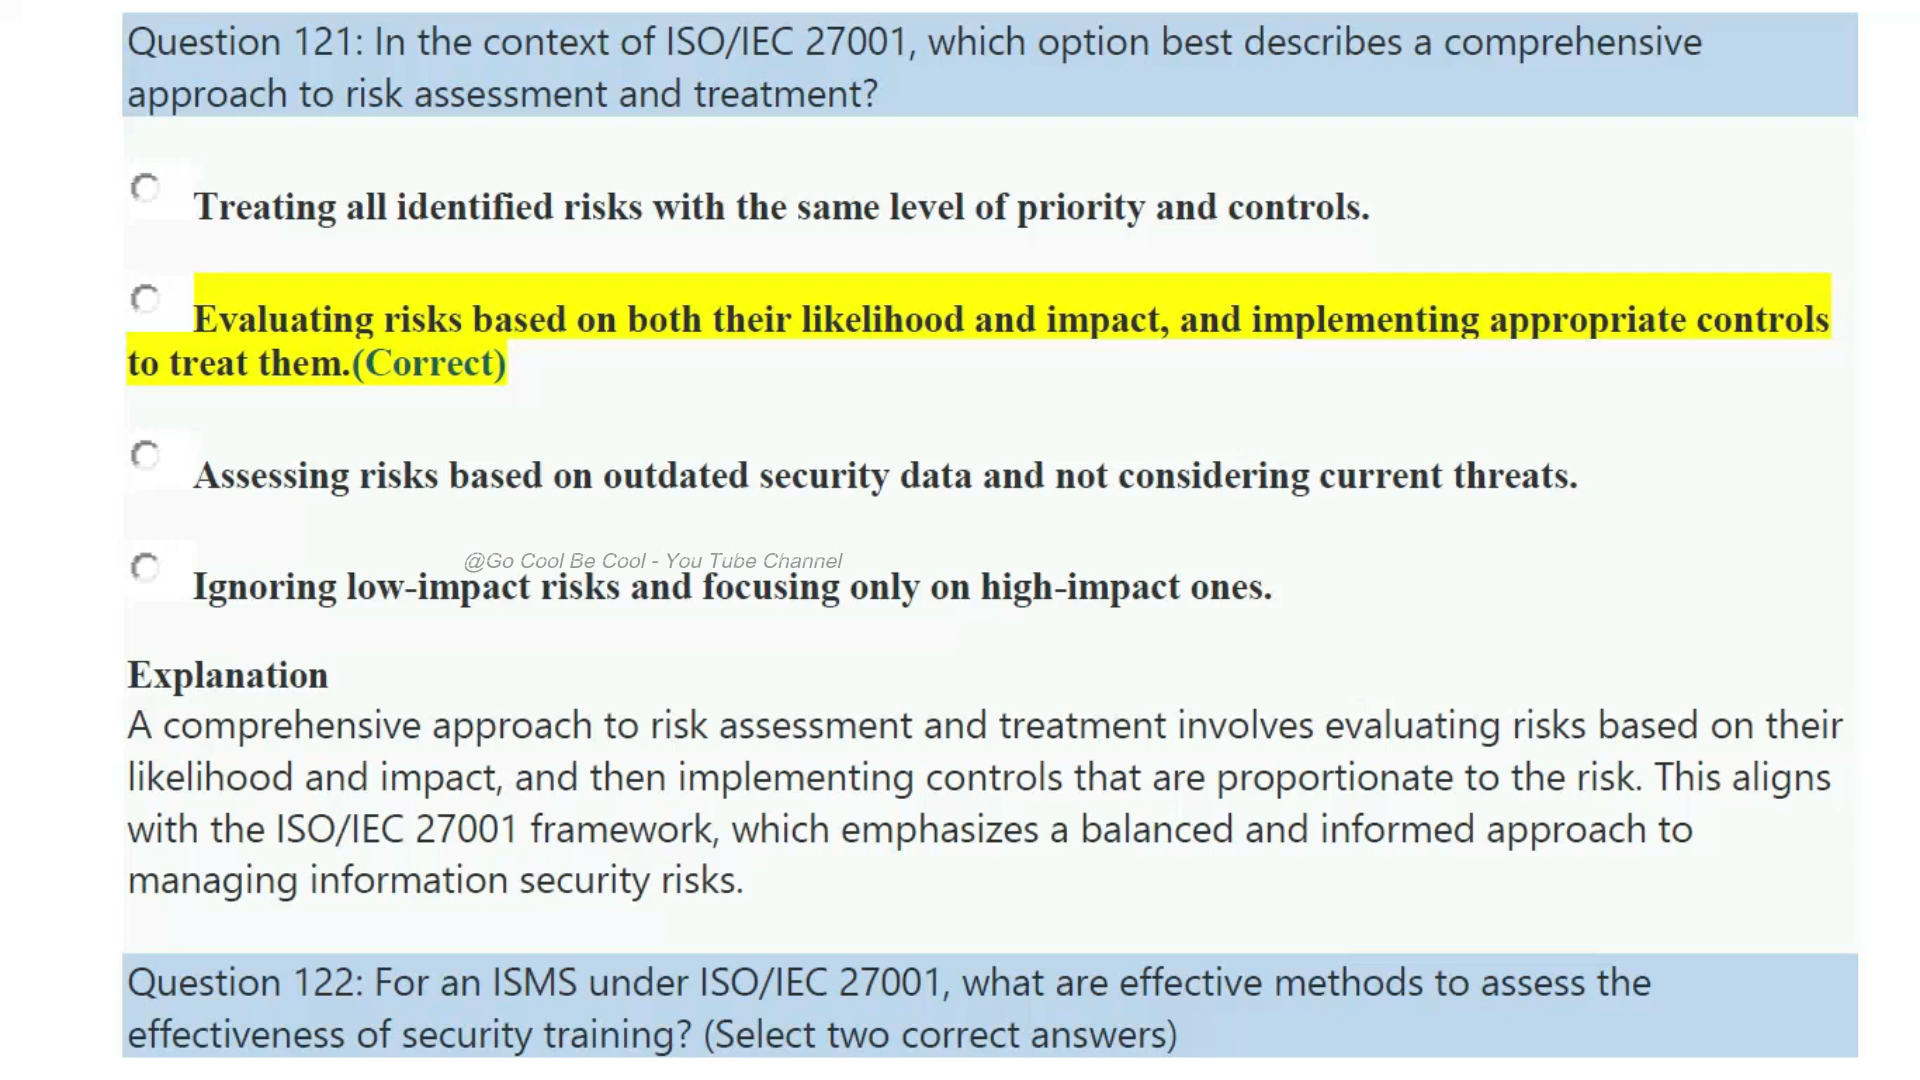 Question 121: In the context of ISO/IEC 27001, which option best describes a comprehensive
approach to risk assessment and treatment?
Treating all identified risks with the same level of priority and controls.
Evaluating risks based on both their likelihood and impact, and implementing appropriate controls
to treat them.(Correct)
Assessing risks based on outdated security data and not considering current threats.
@Go Cool Be Cool - You Tube Channel
Ignoring low-impact risks and focusing only on high-impact ones.
Explanation
A comprehensive approach to risk assessment and treatment involves evaluating risks based on their
likelihood and impact, and then implementing controls that are proportionate to the risk. This aligns
with the ISO/IEC 27001 framework, which emphasizes a balanced and informed approach to
managing information security risks.
Question 122: For an ISMS under ISO/IEC 27001, what are effective methods to assess the
effectiveness of security training? (Select two correct answers)